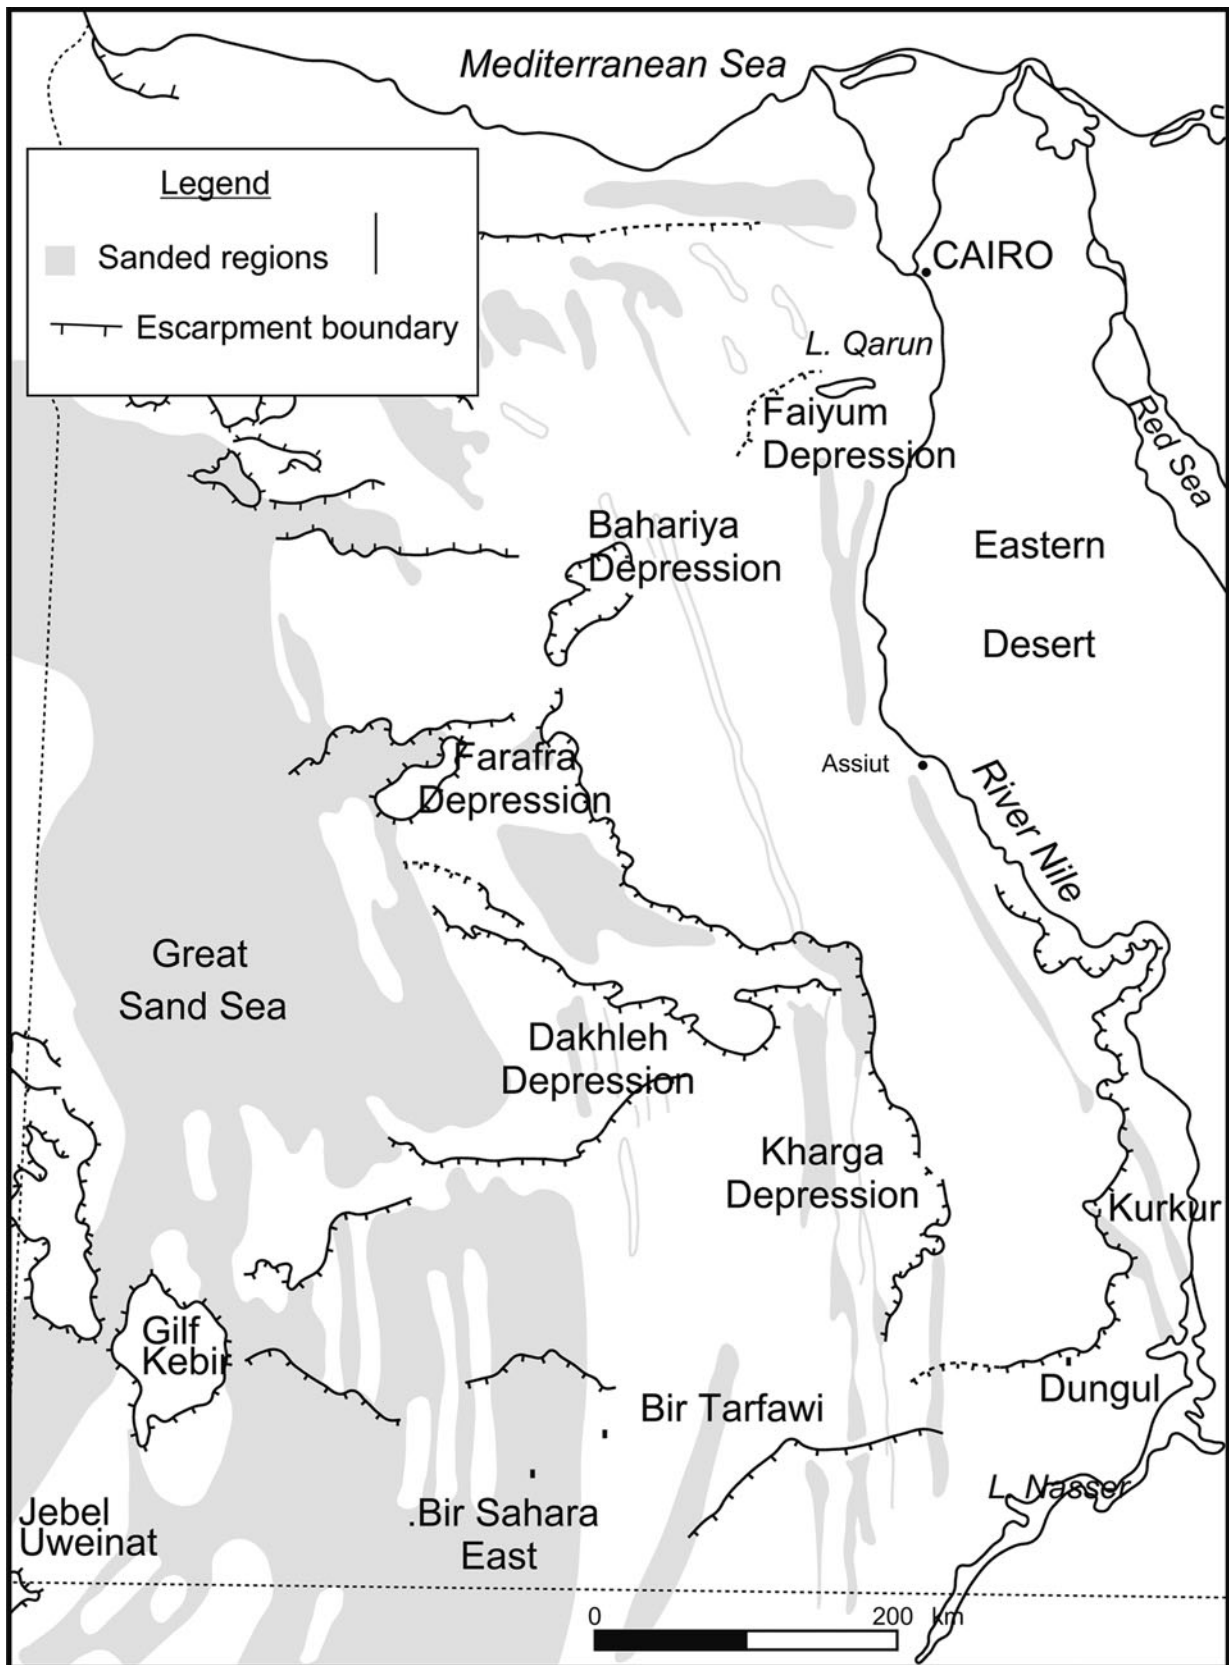 Mediterranean Sea
Legend
Sanded regions
Escarpment boundary
CAIRO
L. Qarun
Faiyum
Depression
Red Sea
Bahariya
Depression
Eastern
Desert
Farafra
Depression
Assiut
River Nile
Great
Sand Sea
Dakhleh
Depression
Kharga
Depression
Kurkur
Gilf
Kebir
Bir Tarfawi
Dungul
L. Nasser
Jebel
Uweinat
.Bir Sahara
East
0 200 km